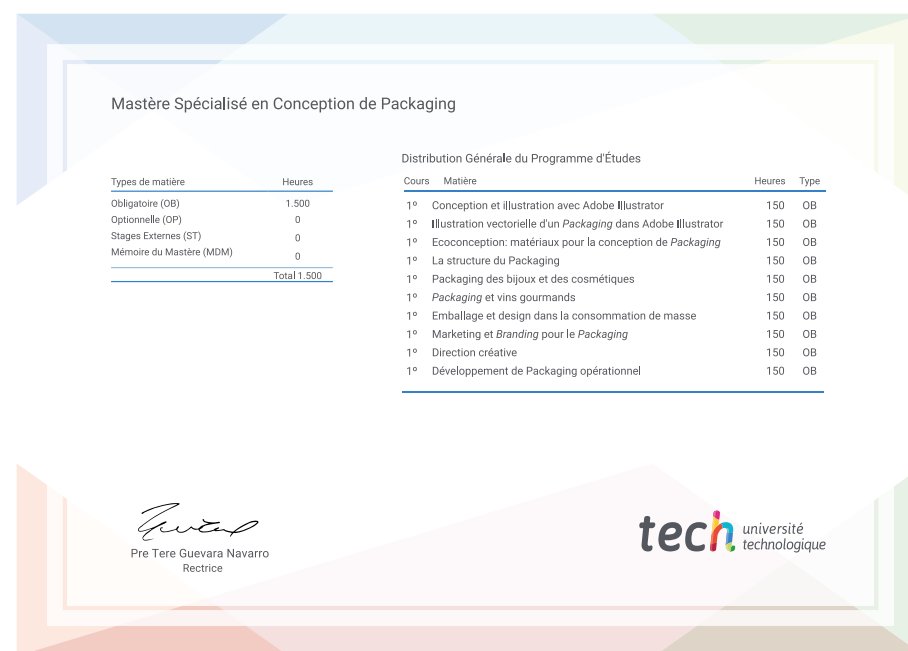 Mastère Spécialisé en Conception de Packaging
Types de matière Heures
Obligatoire (OB) 1.500
Optionnelle (OP) 0
Stages Externes (ST) 0
Mémoire du Mastère (MDM) 0
Total 1.500
Distribution Générale du Programme d'Études
Cours Matière Heures Type
1º Conception et illustration avec Adobe Illustrator 150 OB
1º Illustration vectorielle d'un Packaging dans Adobe Illustrator 150 OB
1º Ecoconception: matériaux pour la conception de Packaging 150 OB
1º La structure du Packaging 150 OB
1º Packaging des bijoux et des cosmétiques 150 OB
1º Packaging et vins gourmands 150 OB
1º Emballage et design dans la consommation de masse 150 OB
1º Marketing et Branding pour le Packaging 150 OB
1º Direction créative 150 OB
1º Développement de Packaging opérationnel 150 OB
Pre Tere Guevara Navarro
Rectrice
tech université
technologique